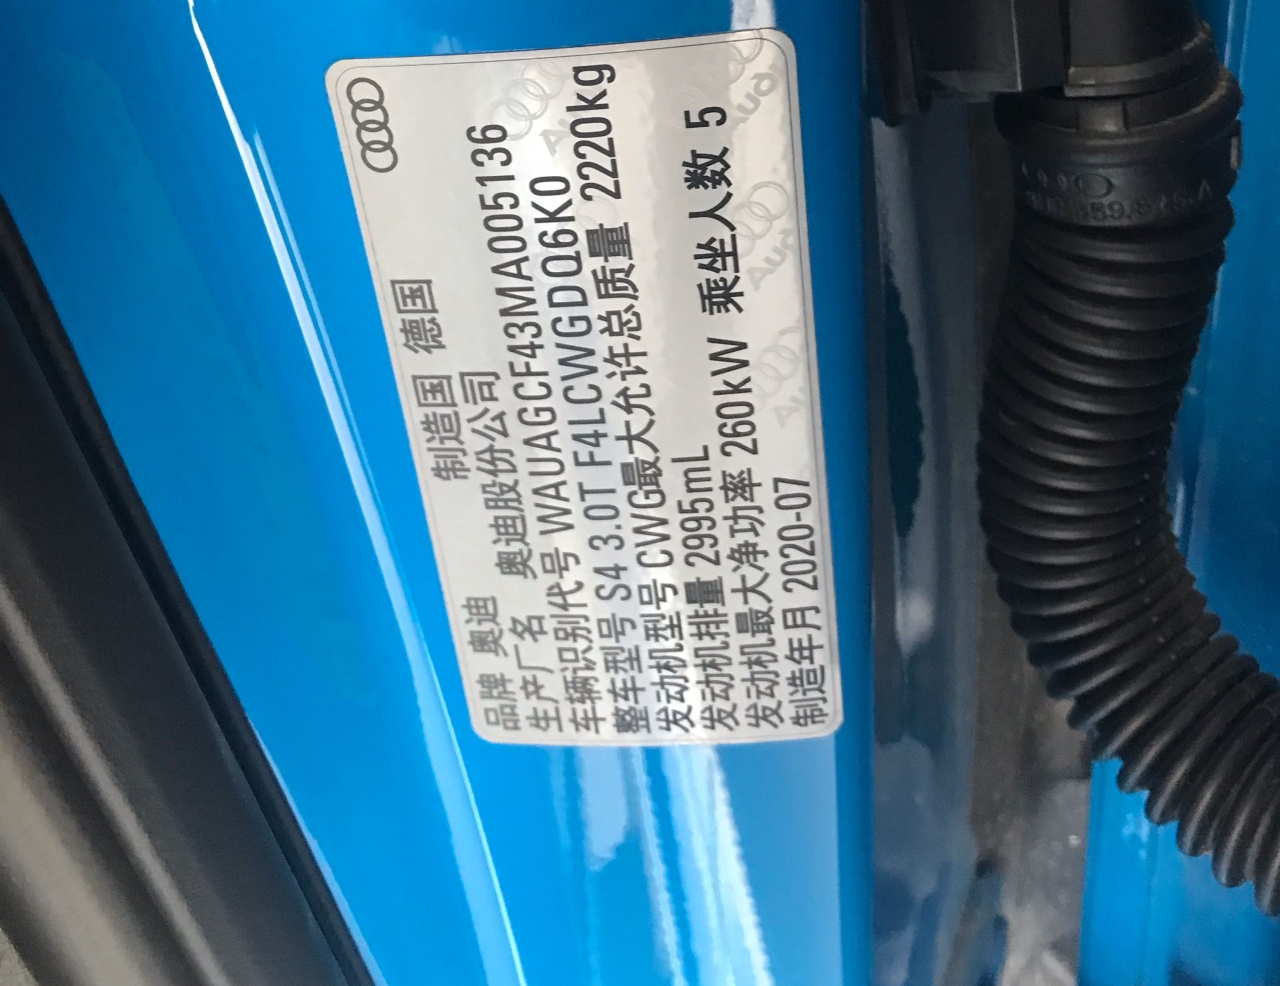 品牌 奥迪 制造国 德国
生产厂名 奥迪股份公司
车辆识别代号 WAUAGCF43MA005136
整车型号 S4 3.0T F4LCWGDQ6K0
发动机型号 CWG最大允许总质量 2220kg
发动机排量 2995mL
发动机最大净功率 260kW 乘坐人数 5
制造年月 2020-07
Audi
Audi
Audi